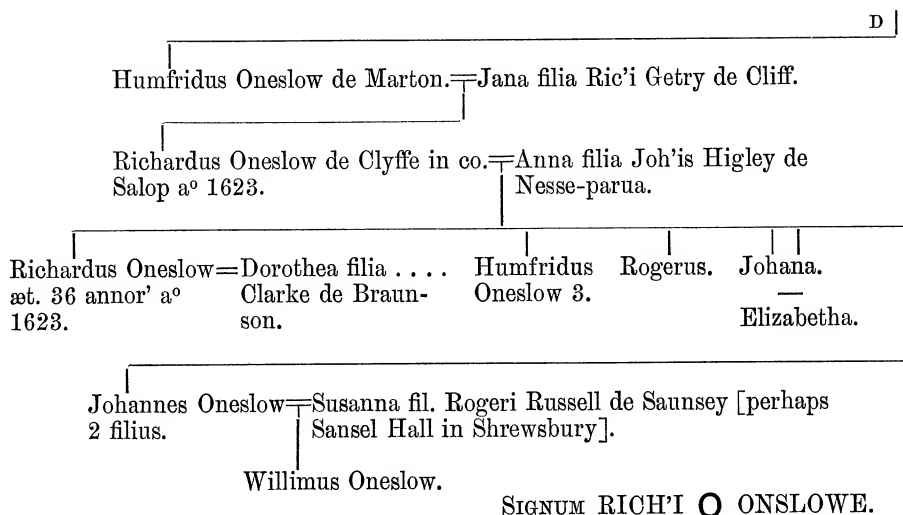 D
Humfridus Oneslow de Marton.=Jana filia Ric'i Getry de Cliff.
Richardus Oneslow de Clyffe in co.=Anna filia Joh'is Higley de
Salop aº 1623. Nesse-parua.
Richardus Oneslow=Dorothea filia .... Humfridus Rogerus. Johana.
æt. 36 annor' aº Clarke de Braun- Oneslow 3. —
1623. son. Elizabetha.
Johannes Oneslow=Susanna fil. Rogeri Russell de Saunsey [perhaps
2 filius. Sansel Hall in Shrewsbury].
Willimus Oneslow.
SIGNUM RICH'I O ONSLOWE.